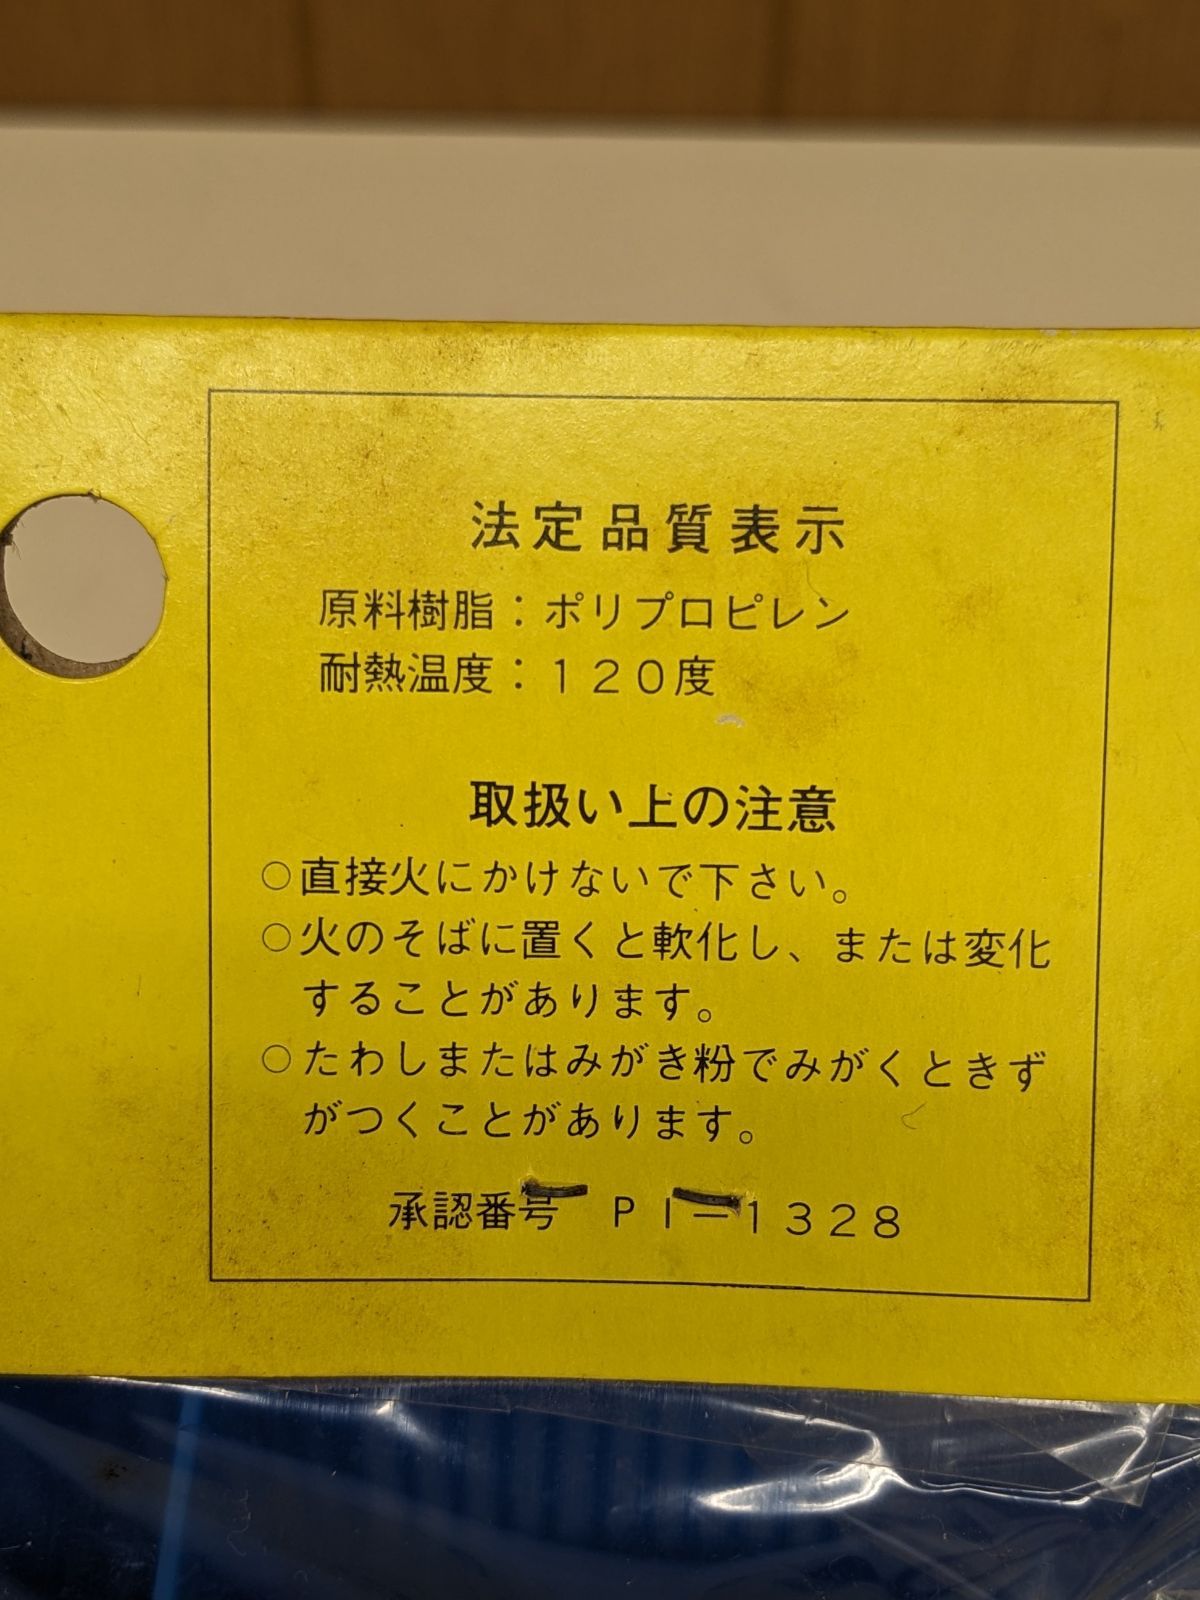 法定品質表示
原料樹脂：ポリプロピレン
耐熱温度：１２０度
取扱い上の注意
○直接火にかけないで下さい。
○火のそばに置くと軟化し、または変化
することがあります。
○たわしまたはみがき粉でみがくときず
がつくことがあります。
承認番号　ＰＩ－１３２８